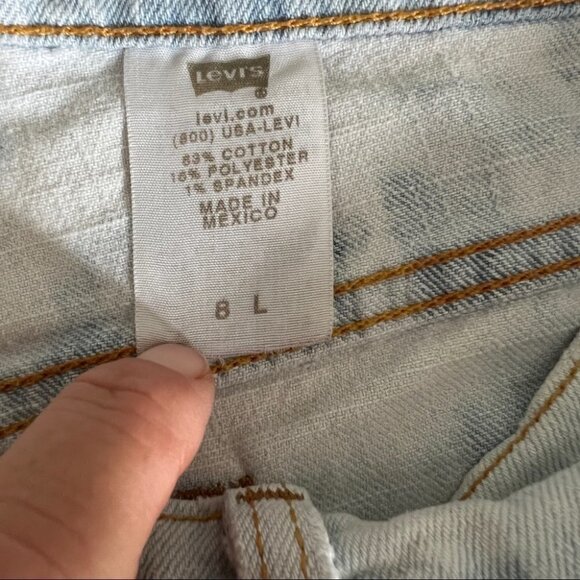 Levi's
levi.com
(800) USA-LEVI
83% COTTON
16% POLYESTER
1% SPANDEX
MADE IN
MEXICO
8 L